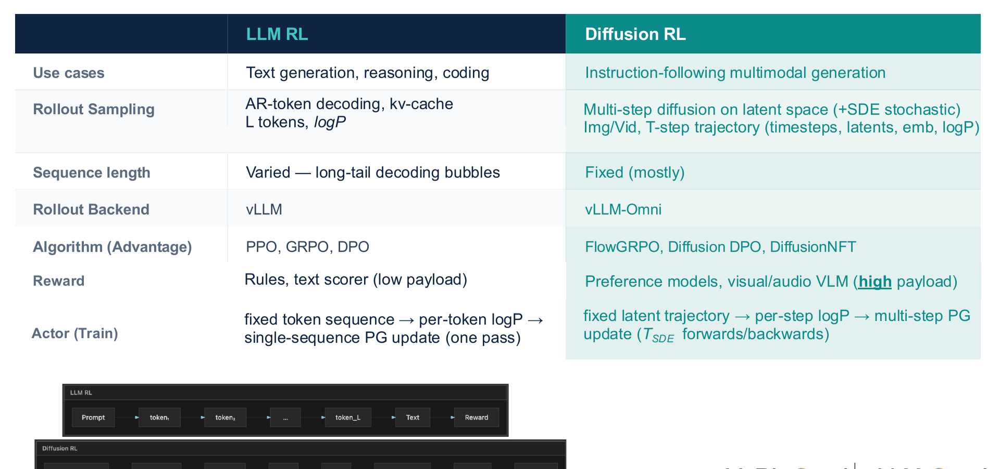 LLM RL
Diffusion RL
Use cases
Text generation, reasoning, coding
Instruction-following multimodal generation
Rollout Sampling
AR-token decoding, kv-cache
L tokens, logP
Multi-step diffusion on latent space (+SDE stochastic)
Img/Vid, T-step trajectory (timesteps, latents, emb, logP)
Sequence length
Varied — long-tail decoding bubbles
Fixed (mostly)
Rollout Backend
vLLM
vLLM-Omni
Algorithm (Advantage)
PPO, GRPO, DPO
FlowGRPO, Diffusion DPO, DiffusionNFT
Reward
Rules, text scorer (low payload)
Preference models, visual/audio VLM (high payload)
Actor (Train)
fixed token sequence → per-token logP →
single-sequence PG update (one pass)
fixed latent trajectory → per-step logP → multi-step PG
update (T_SDE forwards/backwards)
LLM RL
Prompt
token₁
token₂
...
token_L
Text
Reward
Diffusion RL